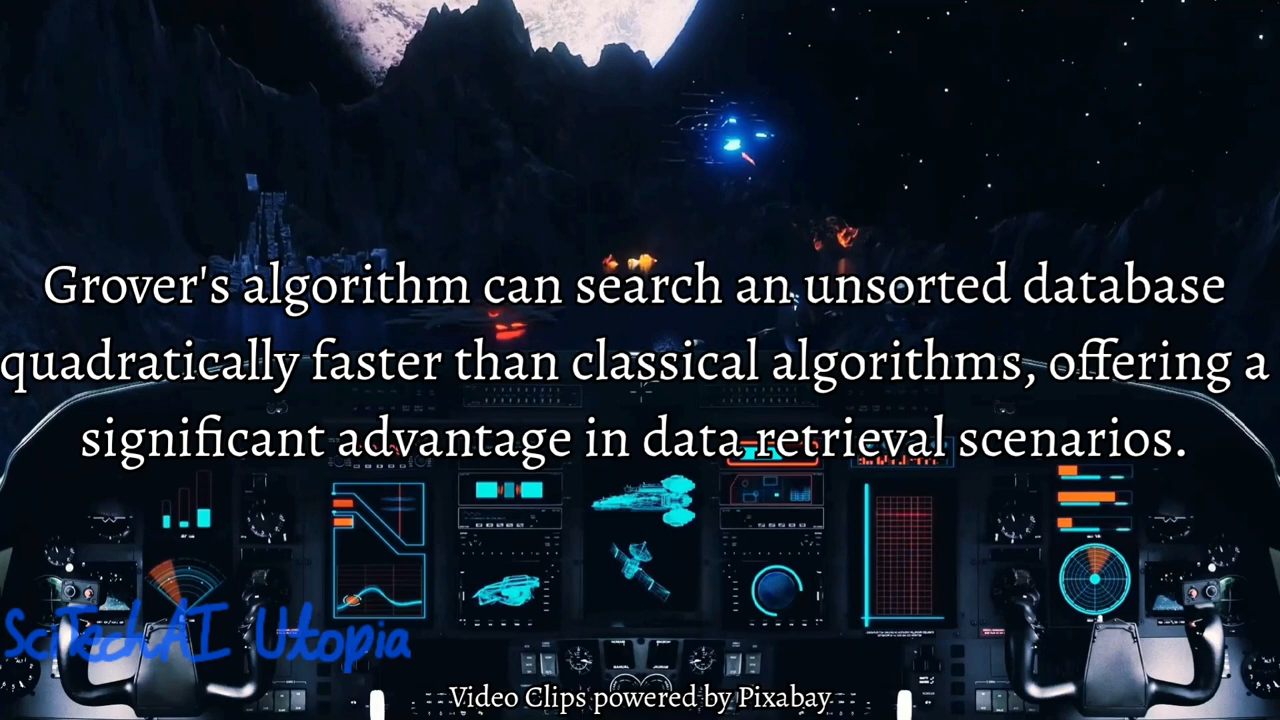 Grover's algorithm can search an unsorted database
quadratically faster than classical algorithms, offering a
significant advantage in data retrieval scenarios.
SciTechAI Utopia
Video Clips powered by Pixabay